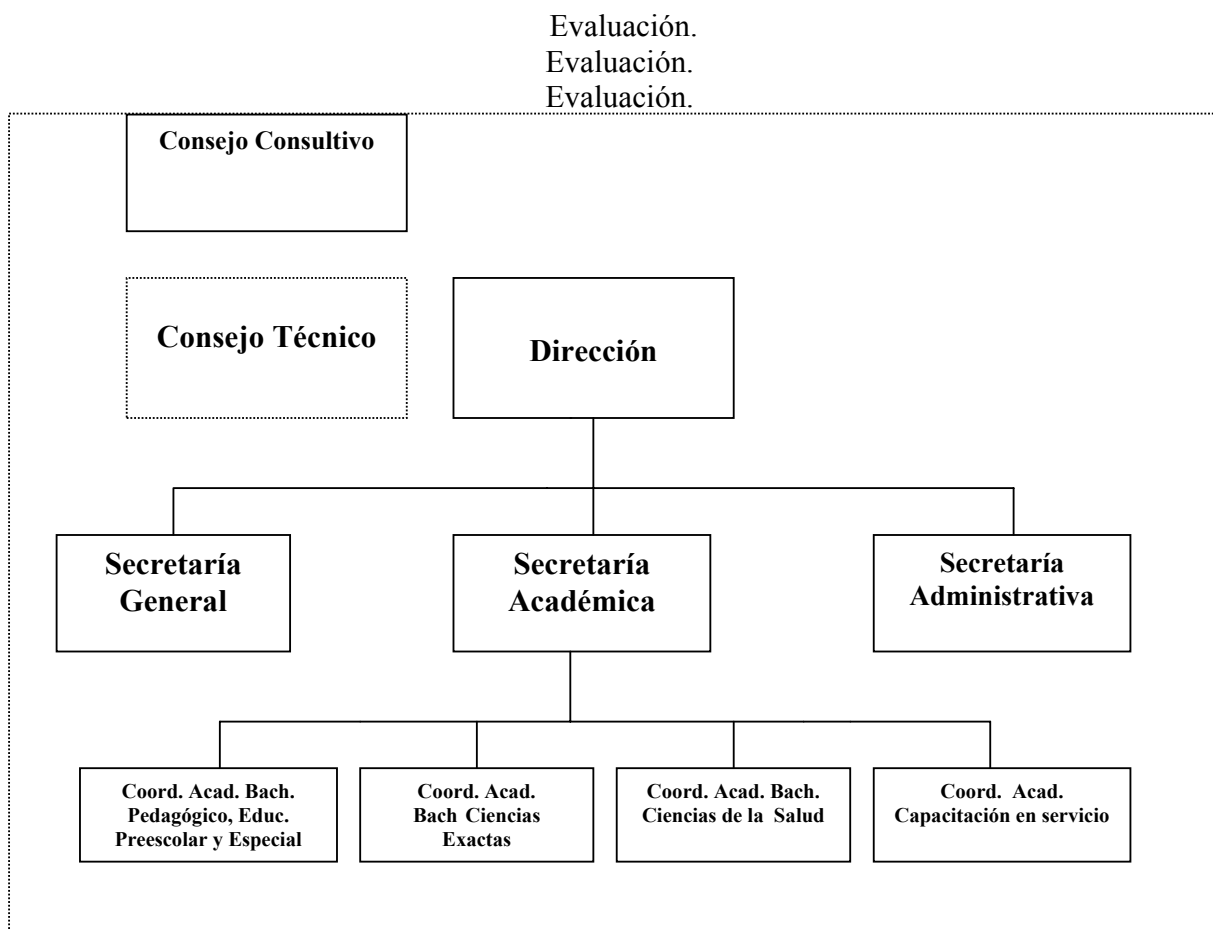 Evaluación.
Evaluación.
Evaluación.
Consejo Consultivo
Consejo Técnico
Dirección
Secretaría
General
Secretaría
Académica
Secretaría
Administrativa
Coord. Acad. Bach.
Pedagógico, Educ.
Preescolar y Especial
Coord. Acad.
Bach Ciencias
Exactas
Coord. Acad. Bach.
Ciencias de la Salud
Coord. Acad.
Capacitación en servicio